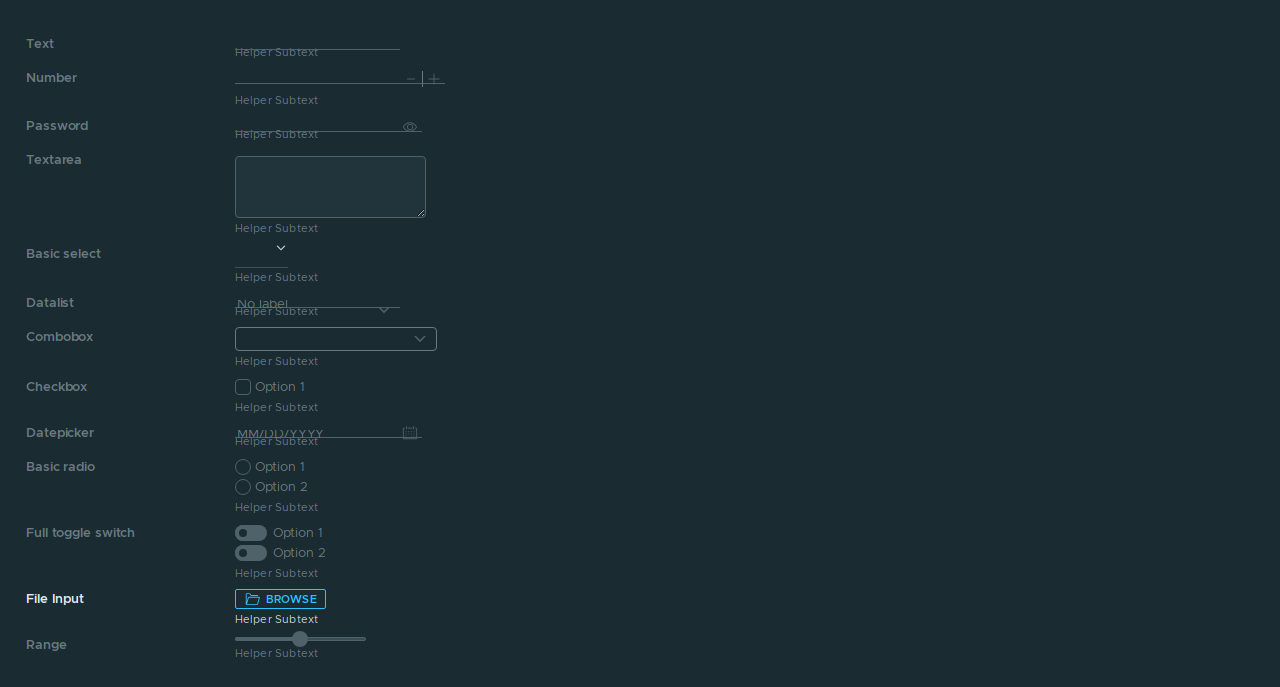 Text
Helper Subtext
Number
Helper Subtext
Password
Helper Subtext
Textarea
Helper Subtext
Basic select
Helper Subtext
Datalist
No label
Helper Subtext
Combobox
Helper Subtext
Checkbox
Option 1
Helper Subtext
Datepicker
MM/DD/YYYY
Helper Subtext
Basic radio
Option 1
Option 2
Helper Subtext
Full toggle switch
Option 1
Option 2
Helper Subtext
File Input
BROWSE
Helper Subtext
Range
Helper Subtext